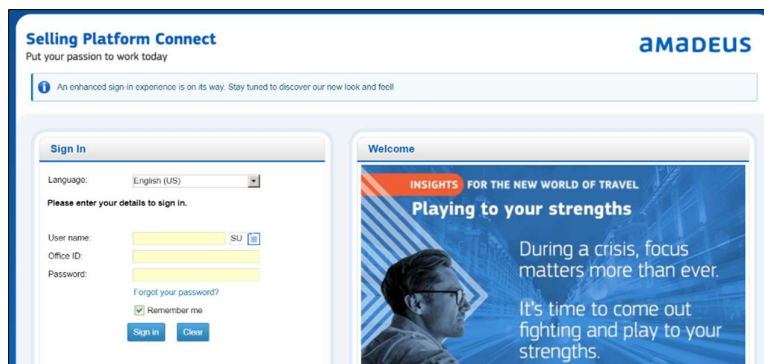 Selling Platform Connect
Put your passion to work today
aMaDEUS
An enhanced sign-in experience is on its way. Stay tuned to discover our new look and feel!
Sign In
Language:
English (US)
Please enter your details to sign in.
User name:
SU
Office ID:
Password:
Forgot your password?
Remember me
Sign in
Clear
Welcome
INSIGHTS FOR THE NEW WORLD OF TRAVEL
Playing to your strengths
During a crisis, focus
matters more than ever.
It's time to come out
fighting and play to your
strengths.